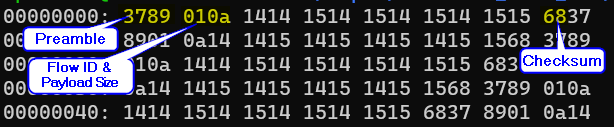 00000000: 3789 010a 1414 1514 1514 1514 1515 6837
Preamble
8901 0a14 1415 1415 1415 1415 1568 3789
Flow ID &
Payload Size
1414 1514 1514 1514 1515
Checksum
1415 1415 1415 1415 1568 3789 010a
00000040: 1414 1514 1514 1514 1515 6837 8901 0a14